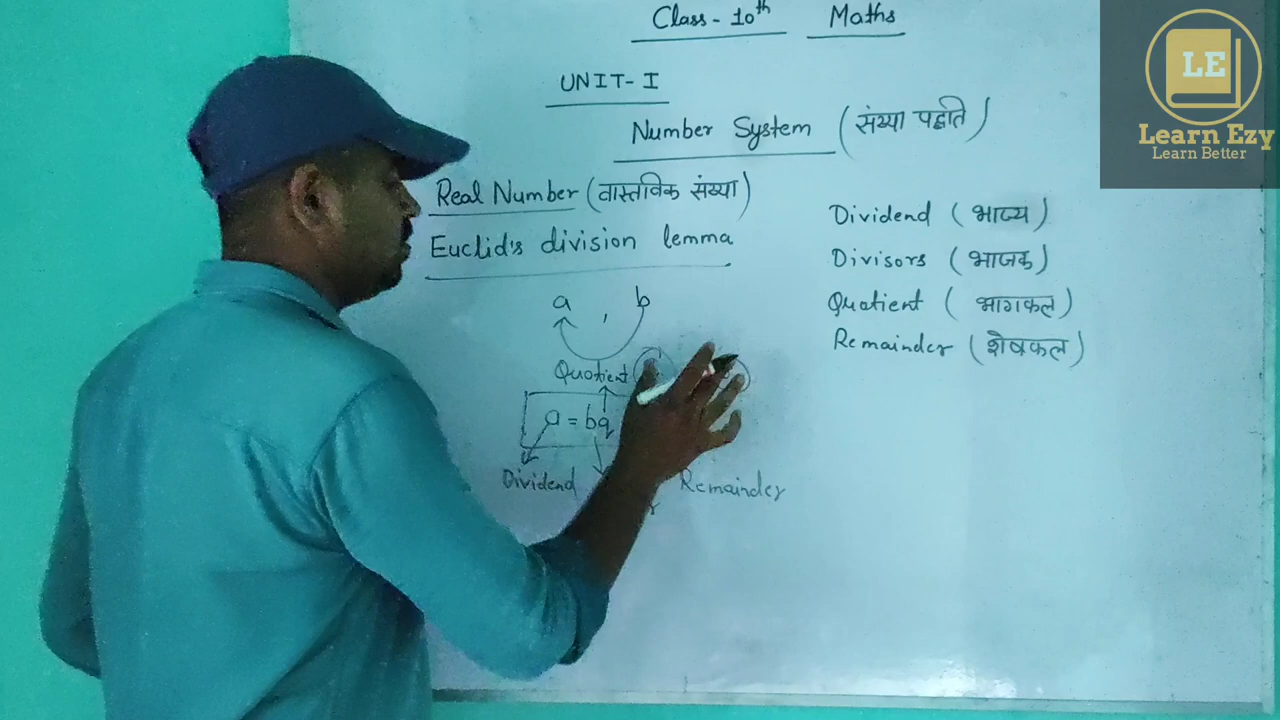 Class - 10th Maths
UNIT - I
Number System (संख्या पद्धति)
Real Number (वास्तविक संख्या)
Euclid's division lemma
a , b
Quotient
a = bq
Dividend
Remainder
Dividend (भाज्य)
Divisors (भाजक)
Quotient (भागफल)
Remainder (शेषफल)
LE
Learn Ezy
Learn Better